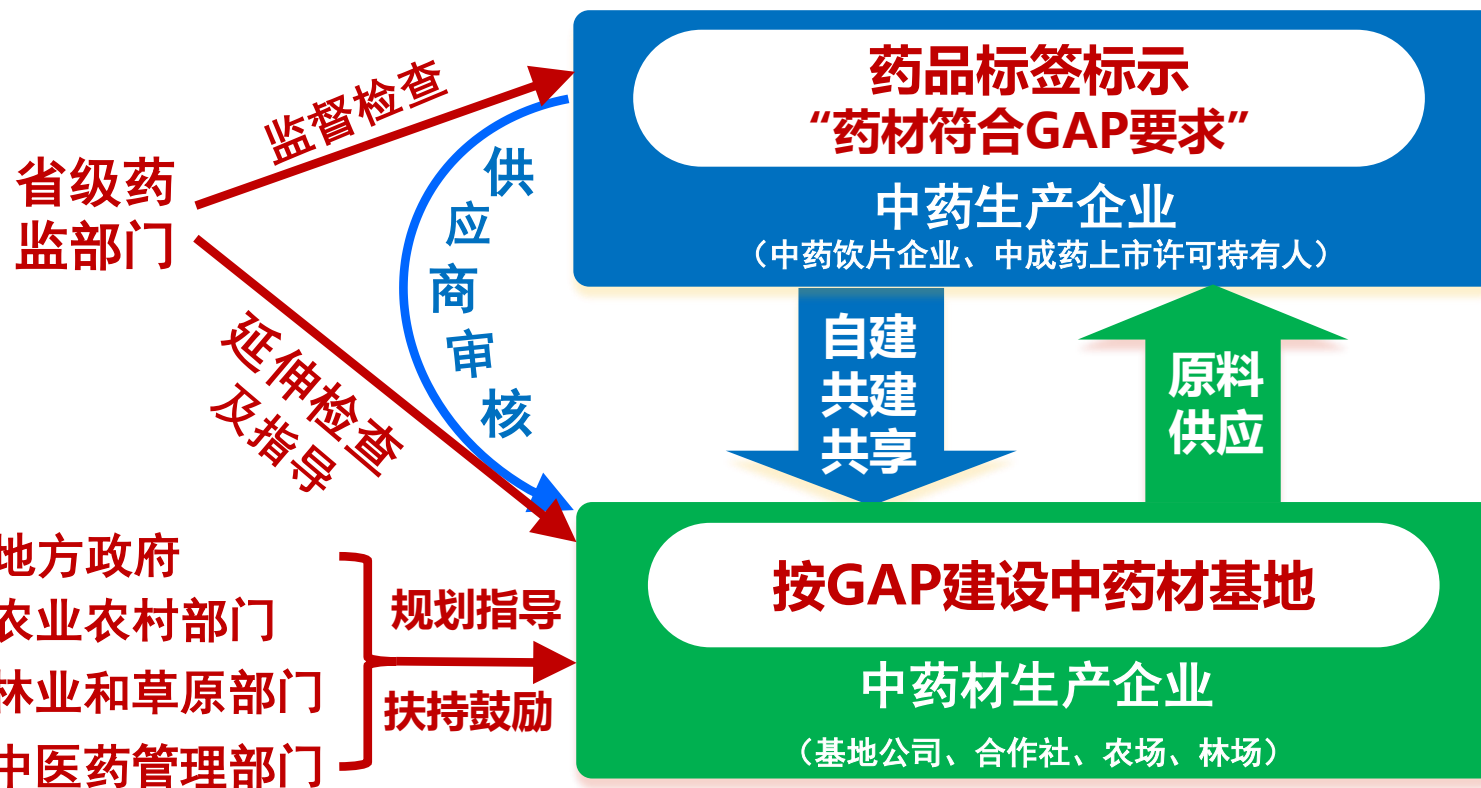 药品标签标示
“药材符合GAP要求”
中药生产企业
（中药饮片企业、中成药上市许可持有人）
监督检查
省级药
监部门
供应商审核
延伸检查
及指导
自建
共建
共享
原料
供应
地方政府
农业农村部门
林业和草原部门
中医药管理部门
规划指导
扶持鼓励
按GAP建设中药材基地
中药材生产企业
（基地公司、合作社、农场、林场）